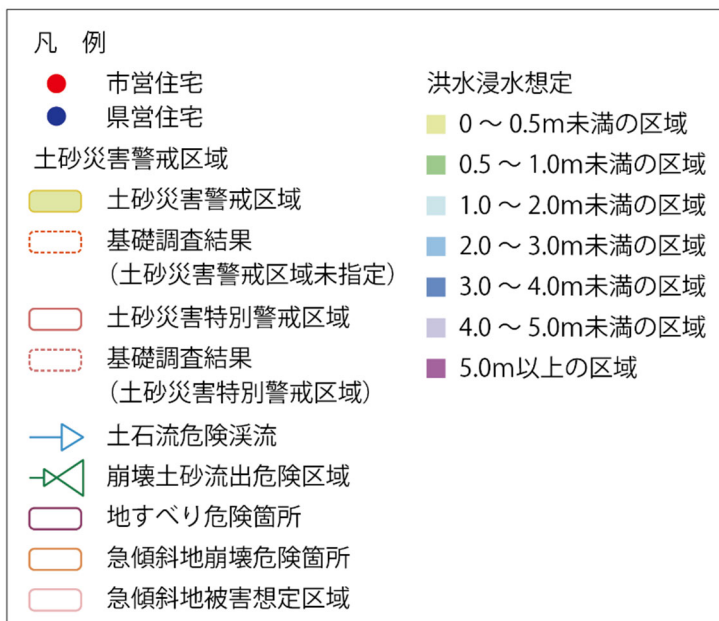 凡　例
市営住宅
県営住宅
土砂災害警戒区域
土砂災害警戒区域
基礎調査結果
（土砂災害警戒区域未指定）
土砂災害特別警戒区域
基礎調査結果
（土砂災害特別警戒区域）
土石流危険渓流
崩壊土砂流出危険区域
地すべり危険箇所
急傾斜地崩壊危険箇所
急傾斜地被害想定区域
洪水浸水想定
0 ～ 0.5m未満の区域
0.5 ～ 1.0m未満の区域
1.0 ～ 2.0m未満の区域
2.0 ～ 3.0m未満の区域
3.0 ～ 4.0m未満の区域
4.0 ～ 5.0m未満の区域
5.0m以上の区域